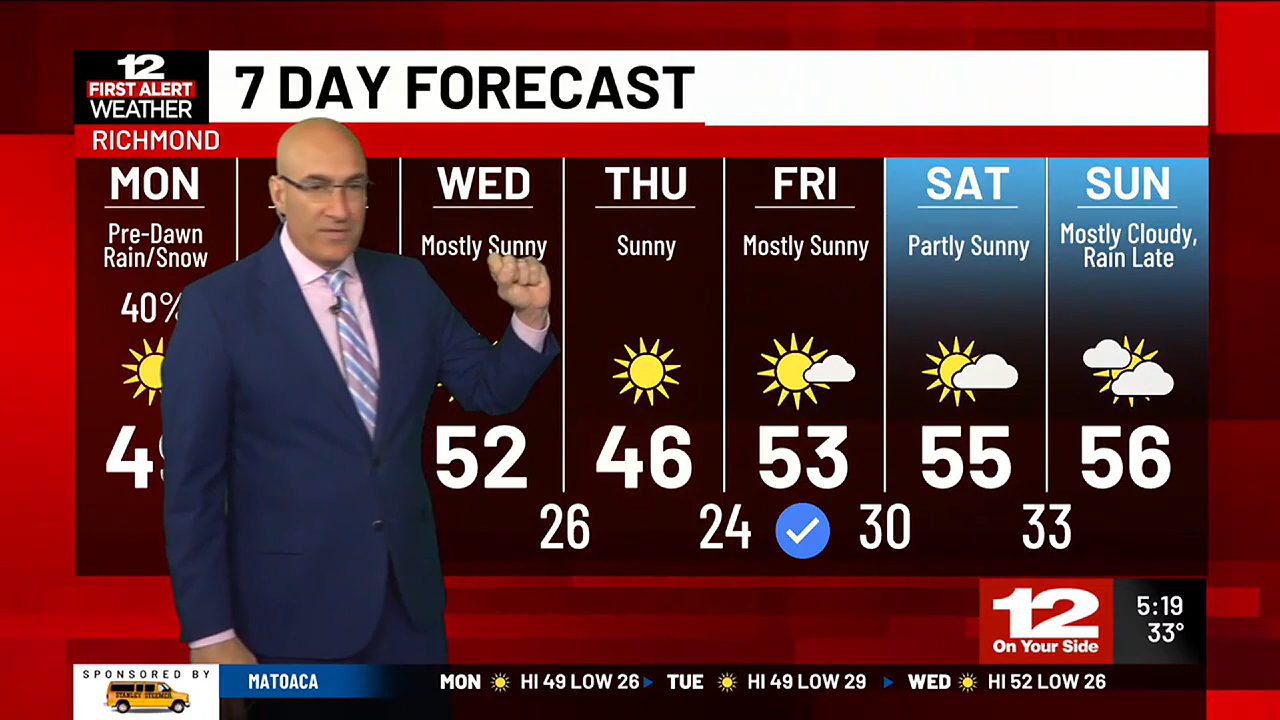 12
FIRST ALERT
WEATHER
7 DAY FORECAST
RICHMOND
MON
WED
THU
FRI
SAT
SUN
Pre-Dawn
Rain/Snow
Mostly Sunny
Sunny
Mostly Sunny
Partly Sunny
Mostly Cloudy,
Rain Late
40%
49
52
46
53
55
56
26
24
30
33
12
On Your Side
5:19
33°
SPONSORED BY
STANLEY STEEMER
MATOACA
MON HI 49 LOW 26 TUE HI 49 LOW 29 WED HI 52 LOW 26